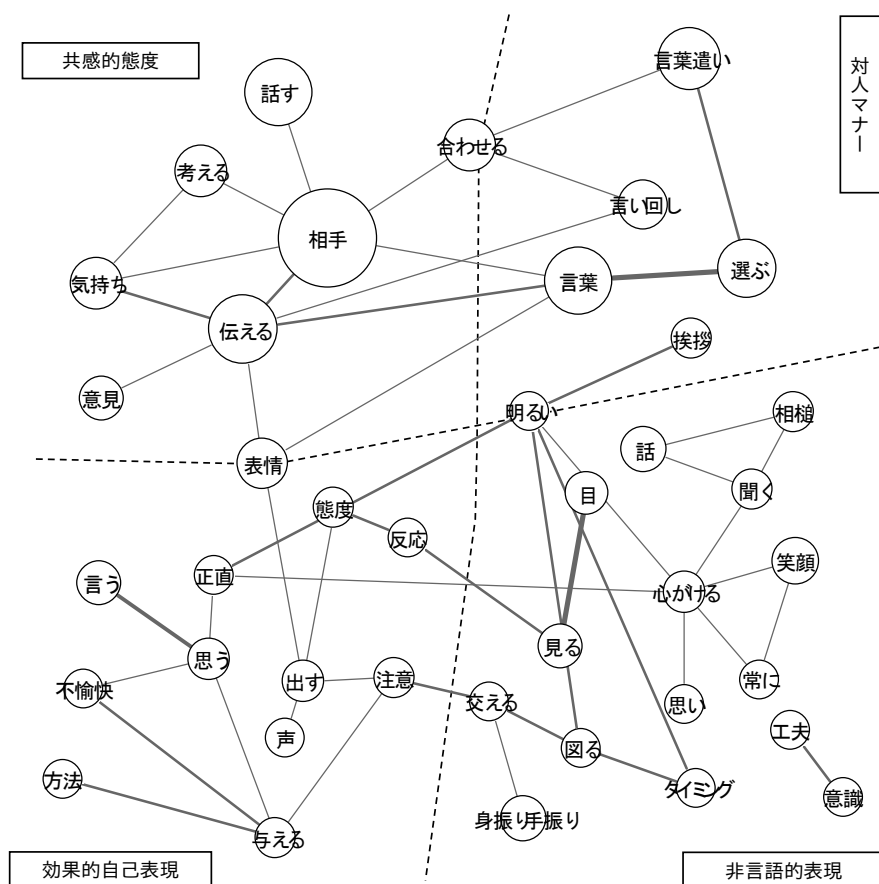 共感的態度
対人マナー
言葉遣い
話す
合わせる
考える
言い回し
相手
選ぶ
気持ち
言葉
伝える
挨拶
意見
明るい
相槌
話
表情
聞く
目
態度
反応
笑顔
正直
言う
心がける
見る
思う
常に
出す
注意
不愉快
交える
思い
工夫
声
図る
方法
タイミング
意識
身振り手振り
与える
効果的自己表現
非言語的表現